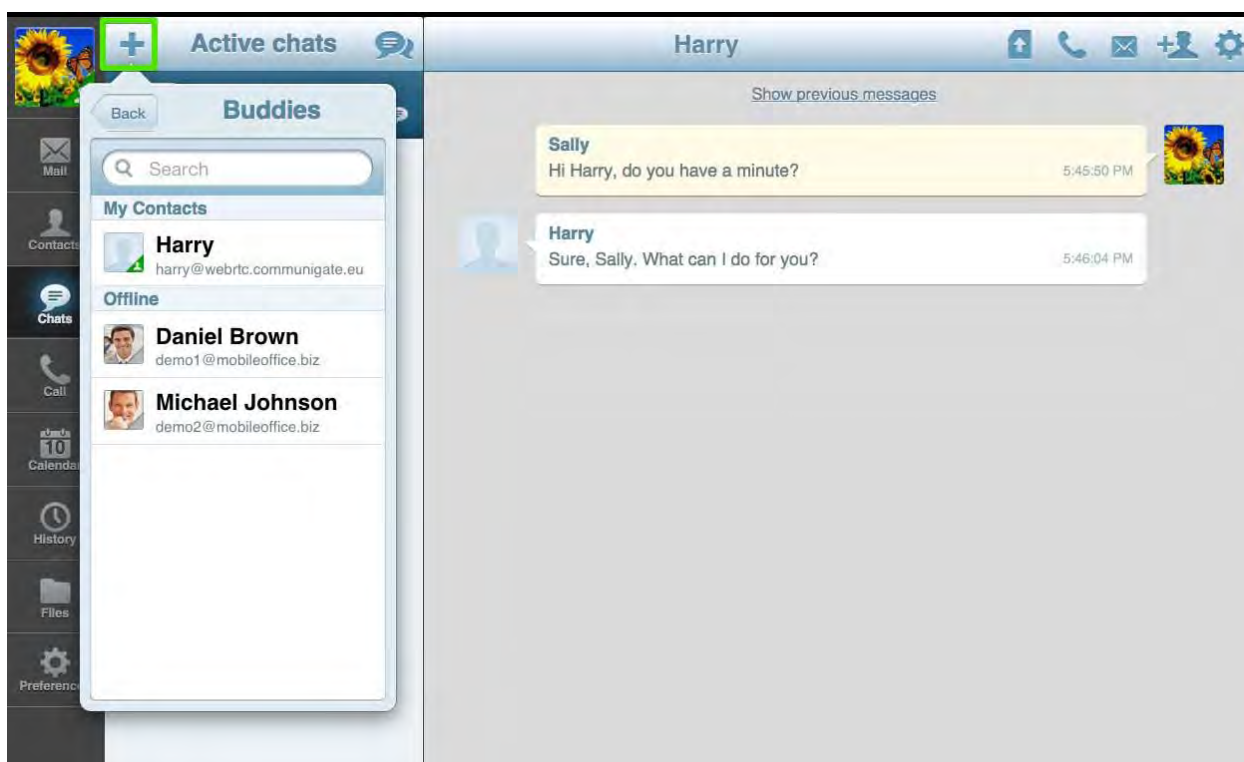 Active chats
Harry
Back
Buddies
Search
My Contacts
Harry
harry@webrtc.communigate.eu
Offline
Daniel Brown
demo1@mobileoffice.biz
Michael Johnson
demo2@mobileoffice.biz
Mail
Contacts
Chats
Call
10
Calenda
History
Files
Preferenc
Show previous messages
Sally
Hi Harry, do you have a minute? 5:45:50 PM
Harry
Sure, Sally. What can I do for you? 5:46:04 PM